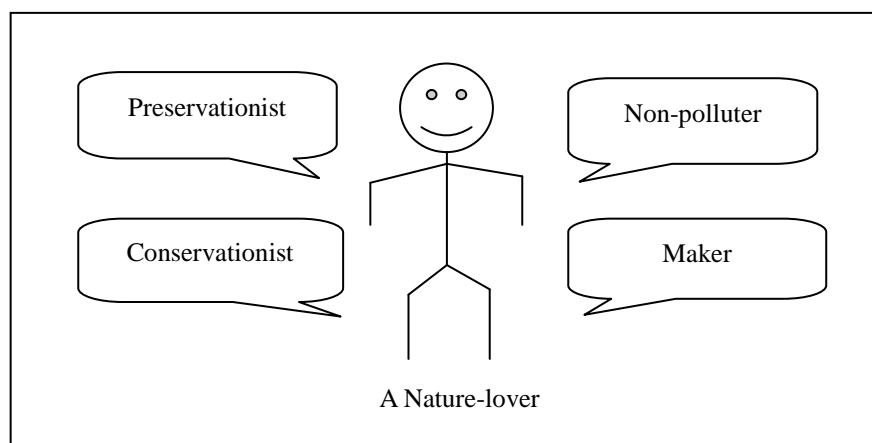 Preservationist
Non-polluter
Conservationist
Maker
A Nature-lover